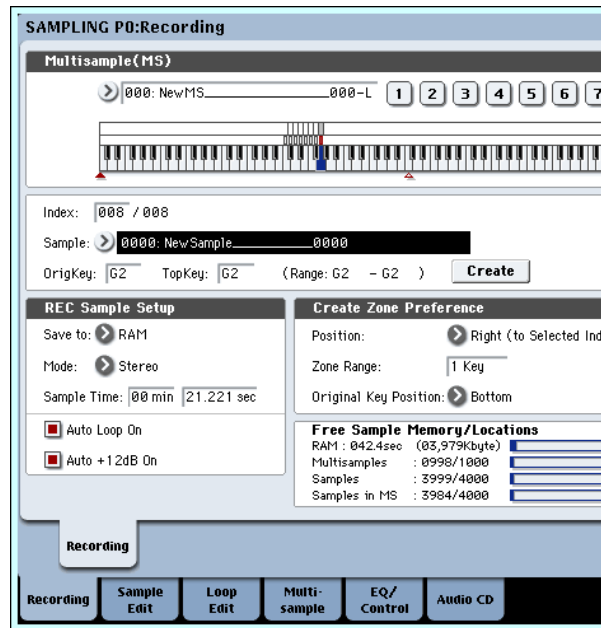 SAMPLING P0:Recording
Multisample(MS)
000: NewMS____________000-L 1 2 3 4 5 6 7
Index: 008 /008
Sample: 0000: NewSample________0000
OrigKey: G2 TopKey: G2 (Range: G2 - G2 ) Create
REC Sample Setup
Save to: RAM
Mode: Stereo
Sample Time: 00 min 21.221 sec
Auto Loop On
Auto +12dB On
Create Zone Preference
Position: Right (to Selected Ind
Zone Range: 1 Key
Original Key Position: Bottom
Free Sample Memory/Locations
RAM : 042.4sec (03,979Kbyte)
Multisamples : 0998/1000
Samples : 3999/4000
Samples in MS : 3984/4000
Recording
Recording
Sample Edit
Loop Edit
Multi-sample
EQ/Control
Audio CD